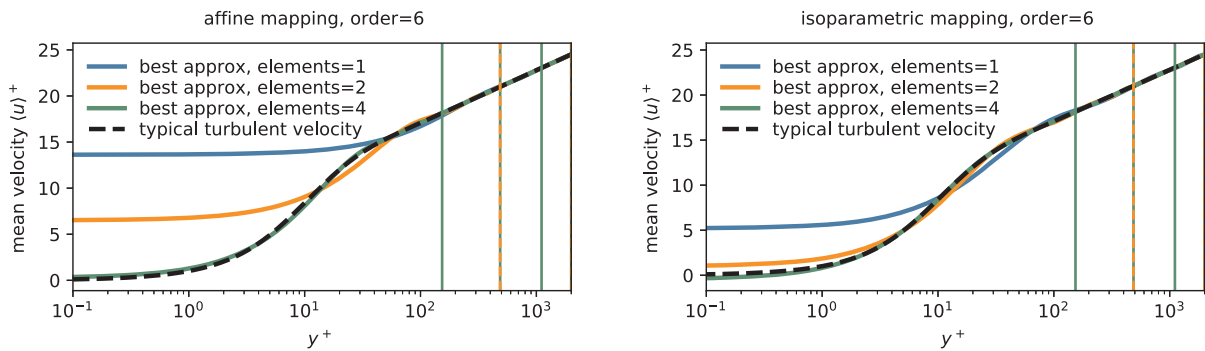 affine mapping, order=6
mean velocity ⟨u⟩⁺
25
20
15
10
5
0
best approx, elements=1
best approx, elements=2
best approx, elements=4
typical turbulent velocity
10⁻¹ 10⁰ 10¹ 10² 10³
y⁺
isoparametric mapping, order=6
mean velocity ⟨u⟩⁺
25
20
15
10
5
0
best approx, elements=1
best approx, elements=2
best approx, elements=4
typical turbulent velocity
10⁻¹ 10⁰ 10¹ 10² 10³
y⁺